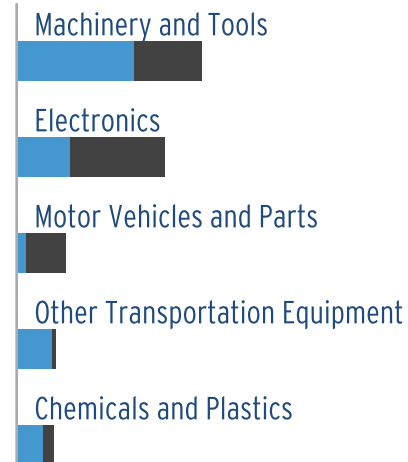 Machinery and Tools
Electronics
Motor Vehicles and Parts
Other Transportation Equipment
Chemicals and Plastics